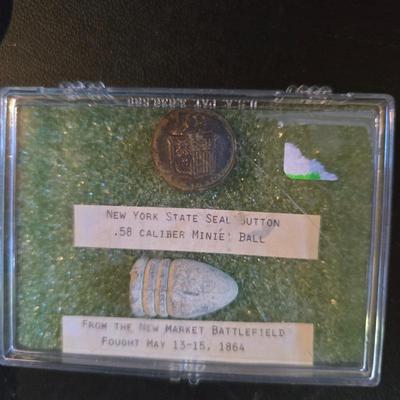 NEW YORK STATE SEAL BUTTON
.58 CALIBER MINIÉ BALL
FROM THE NEW MARKET BATTLEFIELD
FOUGHT MAY 13-15, 1864